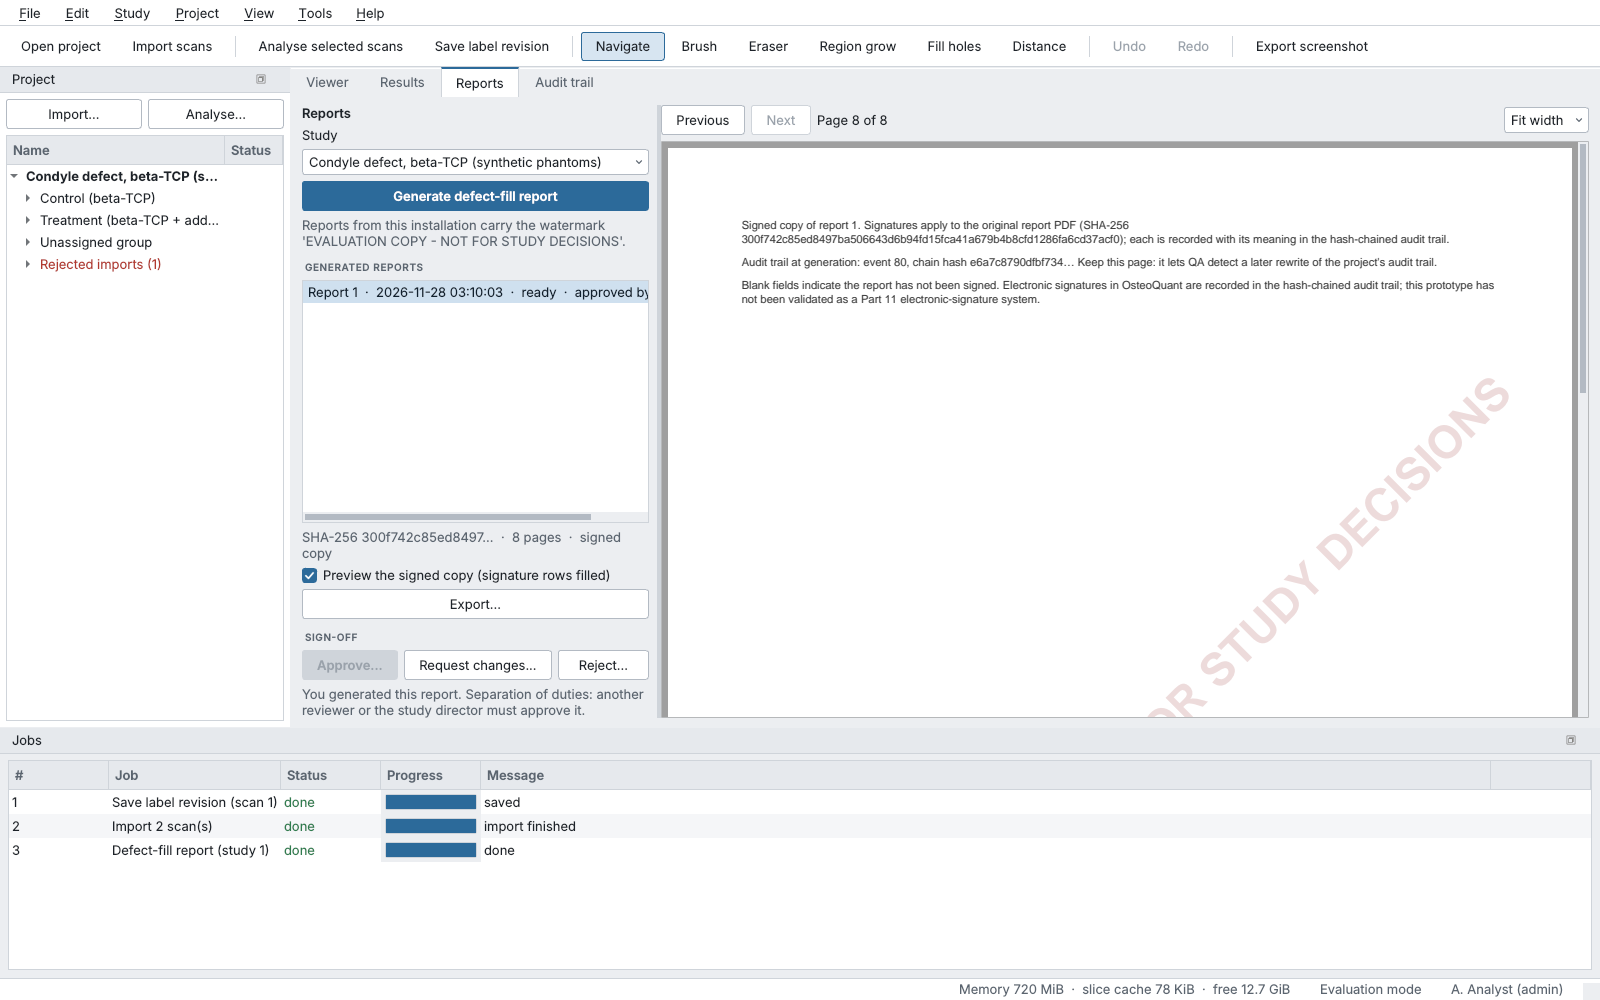 File Edit Study Project View Tools Help
Open project Import scans Analyse selected scans Save label revision Navigate Brush Eraser Region grow Fill holes Distance Undo Redo Export screenshot
Project
Import... Analyse...
Name Status
Condyle defect, beta-TCP (s...
Control (beta-TCP)
Treatment (beta-TCP + add...
Unassigned group
Rejected imports (1)
Viewer Results Reports Audit trail
Reports
Study
Condyle defect, beta-TCP (synthetic phantoms)
Generate defect-fill report
Reports from this installation carry the watermark
'EVALUATION COPY - NOT FOR STUDY DECISIONS'.
GENERATED REPORTS
Report 1 · 2026-11-28 03:10:03 · ready · approved by
SHA-256 300f742c85ed8497... · 8 pages · signed
copy
Preview the signed copy (signature rows filled)
Export...
SIGN-OFF
Approve... Request changes... Reject...
You generated this report. Separation of duties: another
reviewer or the study director must approve it.
Previous Next Page 8 of 8 Fit width
Signed copy of report 1. Signatures apply to the original report PDF (SHA-256
300f742c85ed8497ba506643d6b94fd15fca41a679b4b8cfd1286fa6cd37acf0); each is recorded with its meaning in the hash-chained audit trail.
Audit trail at generation: event 80, chain hash e6a7c8790dfbf734... Keep this page: it lets QA detect a later rewrite of the project's audit trail.
Blank fields indicate the report has not been signed. Electronic signatures in OsteoQuant are recorded in the hash-chained audit trail; this prototype has
not been validated as a Part 11 electronic-signature system.
OR STUDY DECISIONS
Jobs
# Job Status Progress Message
1 Save label revision (scan 1) done saved
2 Import 2 scan(s) done import finished
3 Defect-fill report (study 1) done done
Memory 720 MiB · slice cache 78 KiB · free 12.7 GiB Evaluation mode A. Analyst (admin)